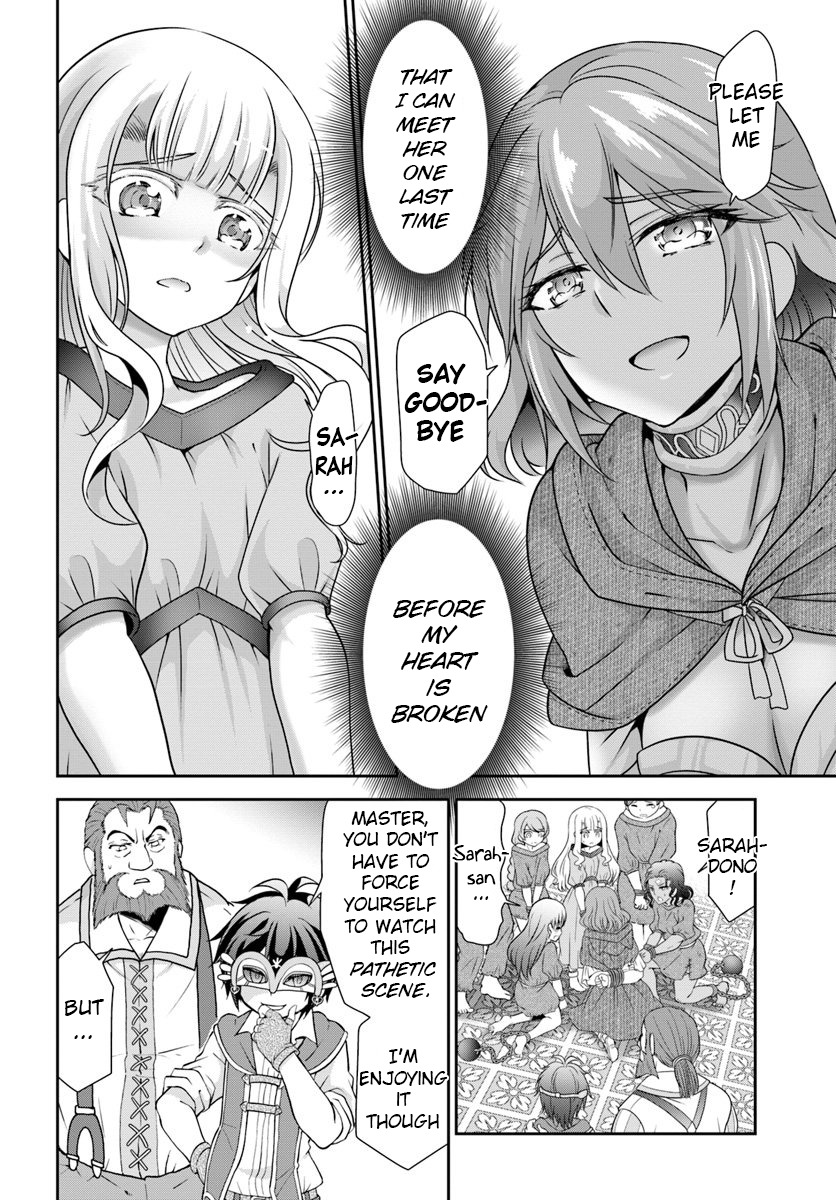 PLEASE
LET
ME
SAY
GOOD-
BYE
THAT
I CAN
MEET
HER
ONE
LAST
TIME
BEFORE
MY
HEART
IS
BROKEN
SA-
RAH
...
SARAH-
DONO
!
Sarah-
san
...
MASTER,
YOU DON'T
HAVE TO
FORCE
YOURSELF
TO WATCH
THIS
PATHETIC
SCENE.
I'M
ENJOYING
IT THOUGH
BUT
...